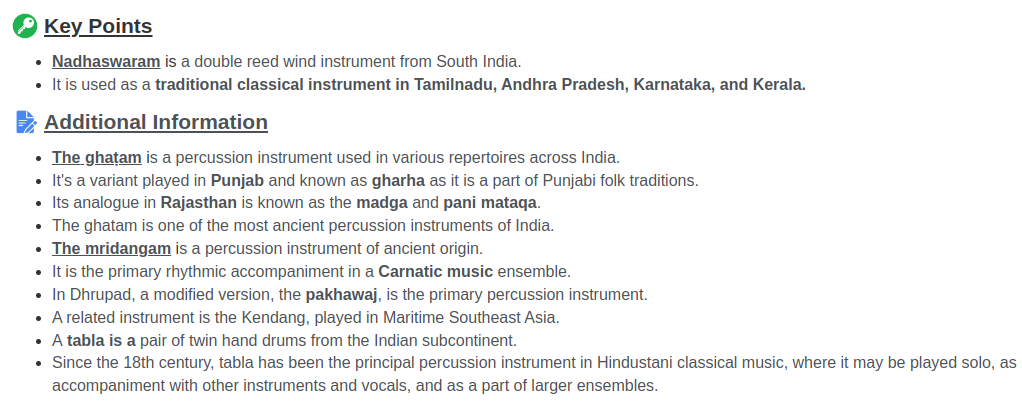 Key Points
Nadhaswaram is a double reed wind instrument from South India.
It is used as a traditional classical instrument in Tamilnadu, Andhra Pradesh, Karnataka, and Kerala.
Additional Information
The ghaṭam is a percussion instrument used in various repertoires across India.
It's a variant played in Punjab and known as gharha as it is a part of Punjabi folk traditions.
Its analogue in Rajasthan is known as the madga and pani mataqa.
The ghatam is one of the most ancient percussion instruments of India.
The mridangam is a percussion instrument of ancient origin.
It is the primary rhythmic accompaniment in a Carnatic music ensemble.
In Dhrupad, a modified version, the pakhawaj, is the primary percussion instrument.
A related instrument is the Kendang, played in Maritime Southeast Asia.
A tabla is a pair of twin hand drums from the Indian subcontinent.
Since the 18th century, tabla has been the principal percussion instrument in Hindustani classical music, where it may be played solo, as
accompaniment with other instruments and vocals, and as a part of larger ensembles.